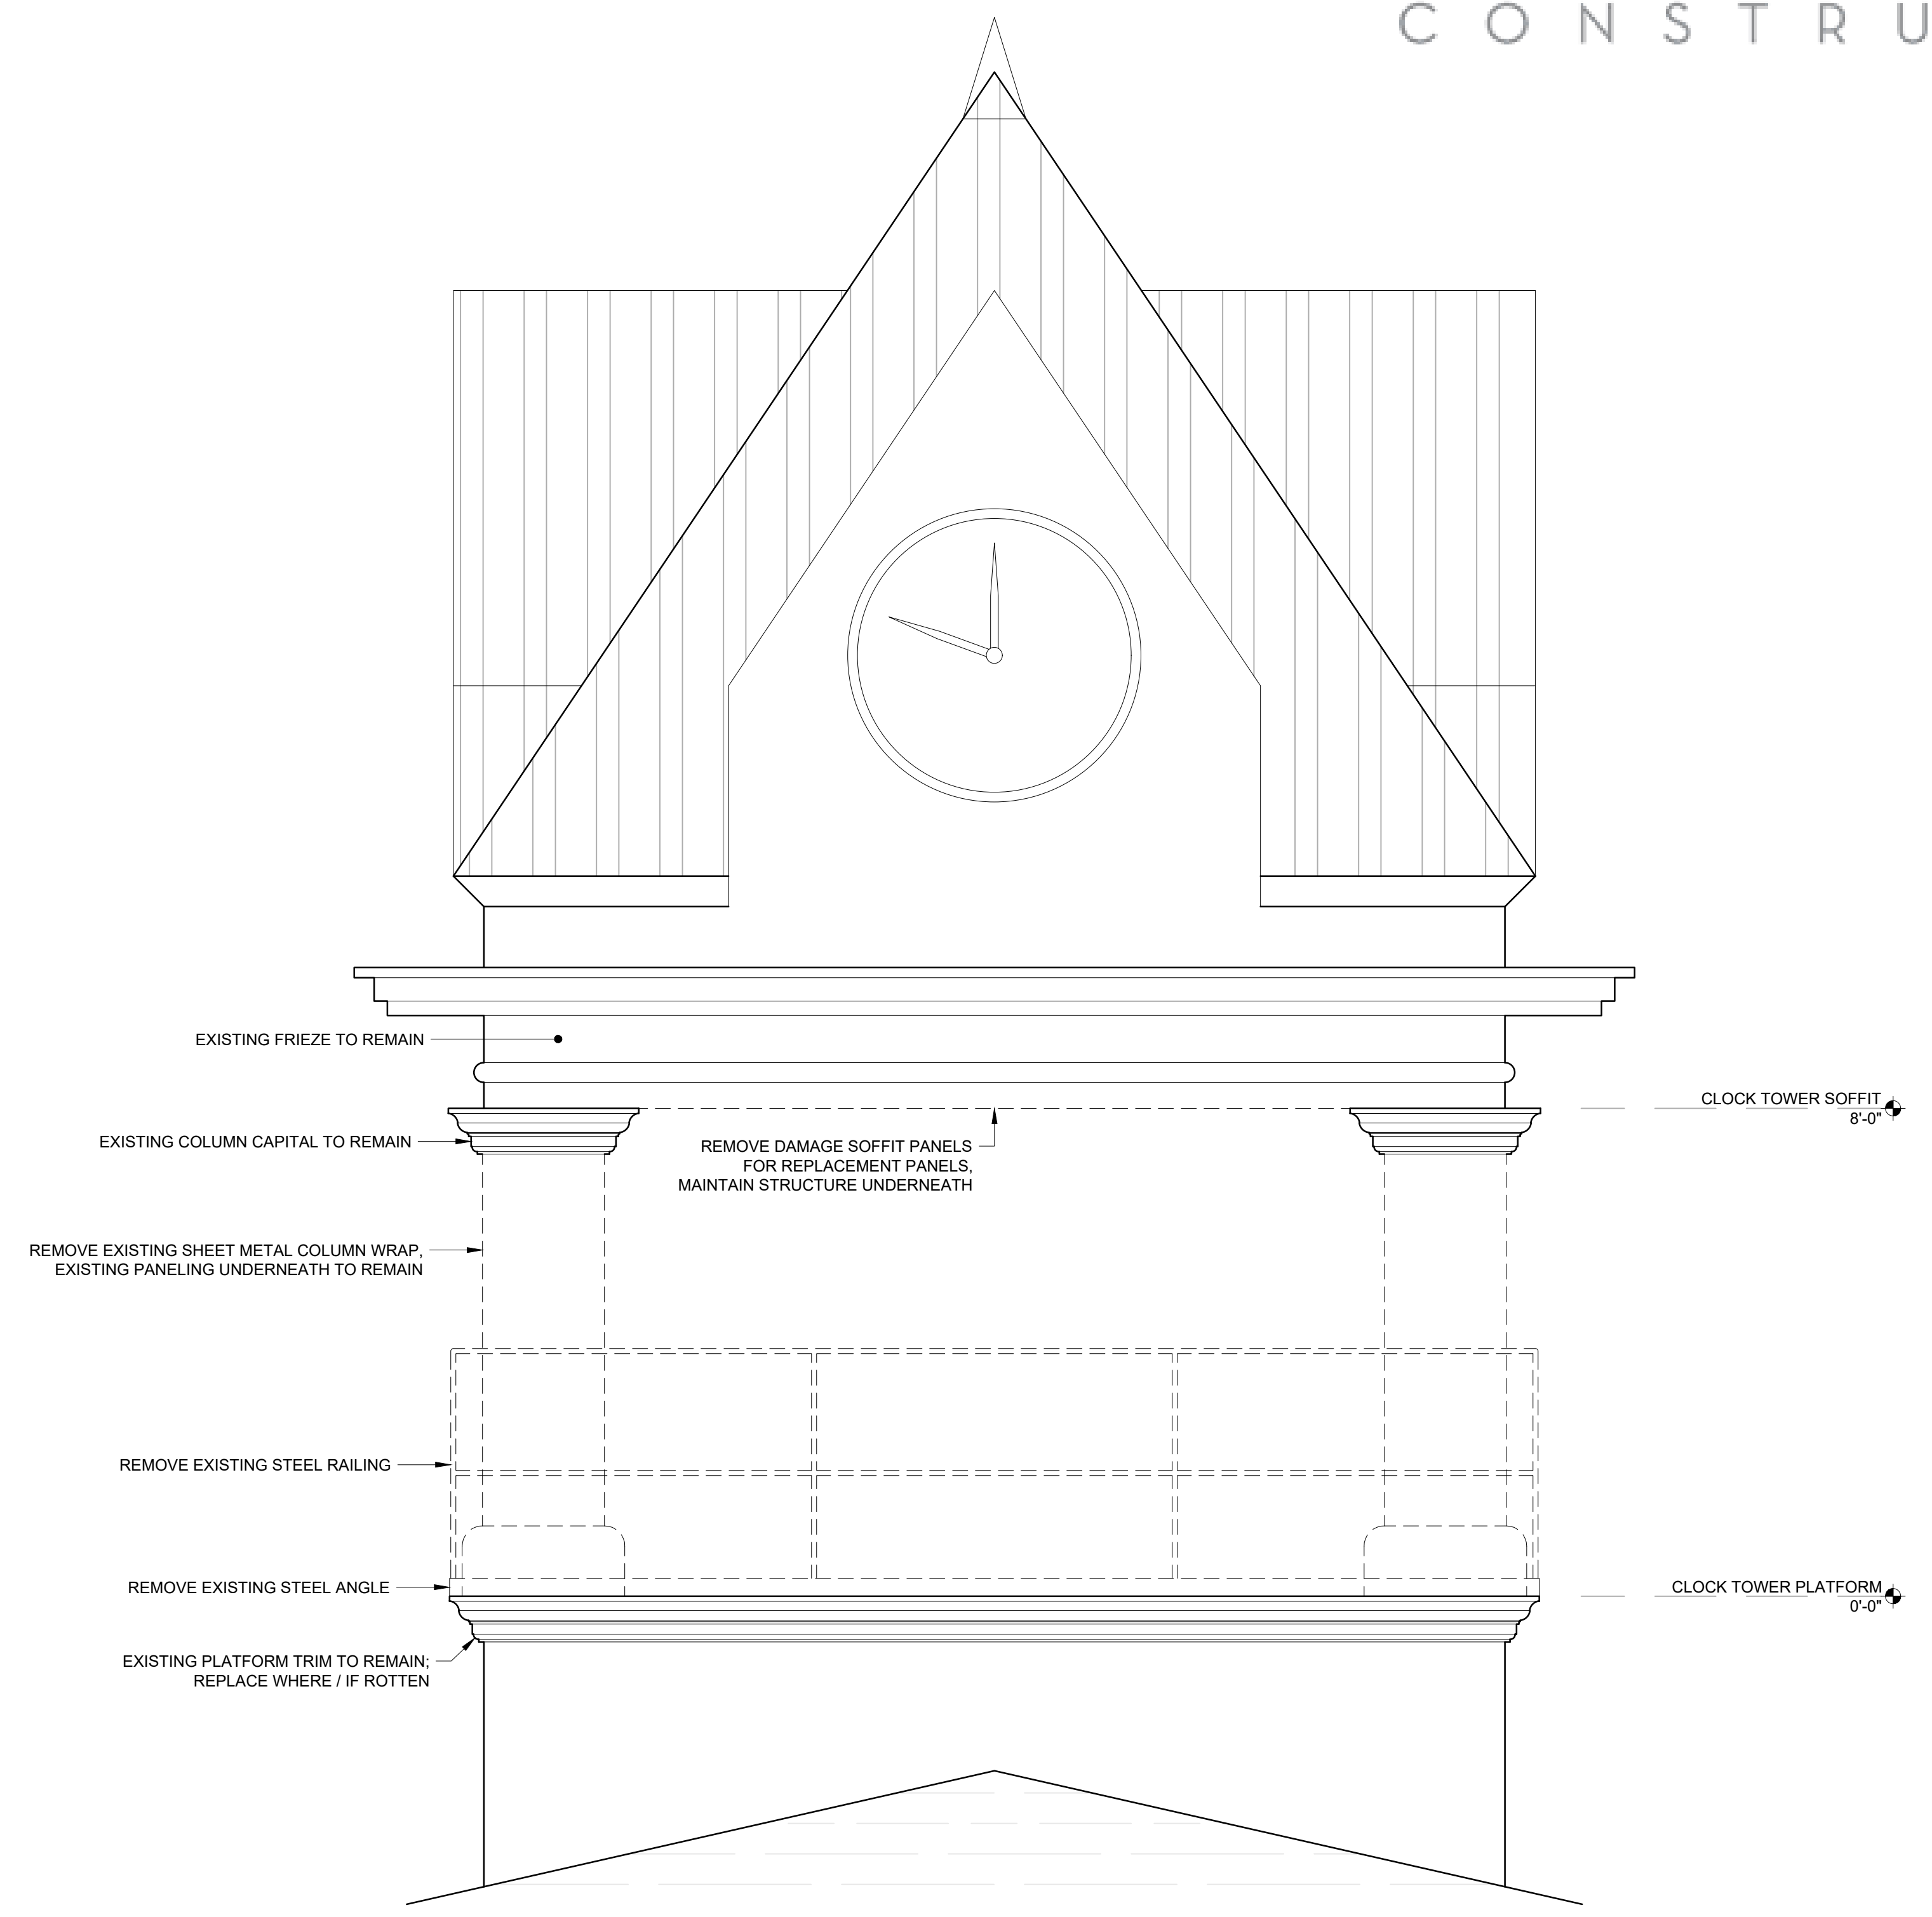 C O N S T R U
EXISTING FRIEZE TO REMAIN
CLOCK TOWER SOFFIT
8'-0"
EXISTING COLUMN CAPITAL TO REMAIN
REMOVE DAMAGE SOFFIT PANELS
FOR REPLACEMENT PANELS,
MAINTAIN STRUCTURE UNDERNEATH
REMOVE EXISTING SHEET METAL COLUMN WRAP,
EXISTING PANELING UNDERNEATH TO REMAIN
REMOVE EXISTING STEEL RAILING
REMOVE EXISTING STEEL ANGLE
CLOCK TOWER PLATFORM
0'-0"
EXISTING PLATFORM TRIM TO REMAIN;
REPLACE WHERE / IF ROTTEN